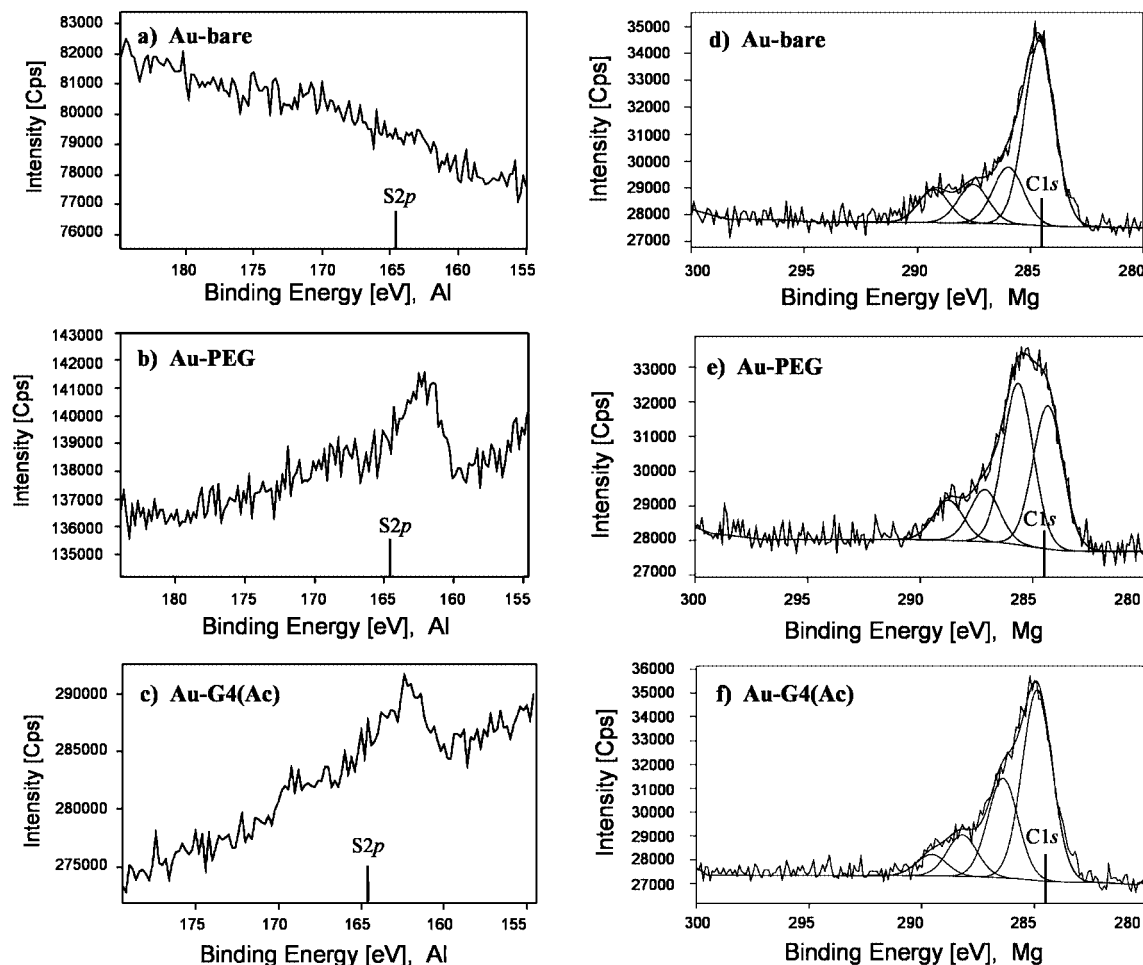 a) Au-bare
83000
82000
81000
80000
79000
78000
77000
76000
Intensity [Cps]
S2p
180 175 170 165 160 155
Binding Energy [eV], Al
d) Au-bare
35000
34000
33000
32000
31000
30000
29000
28000
27000
Intensity [Cps]
C1s
300 295 290 285 280
Binding Energy [eV], Mg
b) Au-PEG
143000
142000
141000
140000
139000
138000
137000
136000
135000
Intensity [Cps]
S2p
180 175 170 165 160 155
Binding Energy [eV], Al
e) Au-PEG
33000
32000
31000
30000
29000
28000
27000
Intensity [Cps]
C1s
300 295 290 285 280
Binding Energy [eV], Mg
c) Au-G4(Ac)
290000
285000
280000
275000
Intensity [Cps]
S2p
175 170 165 160 155
Binding Energy [eV], Al
f) Au-G4(Ac)
36000
35000
34000
33000
32000
31000
30000
29000
28000
27000
Intensity [Cps]
C1s
300 295 290 285 280
Binding Energy [eV], Mg